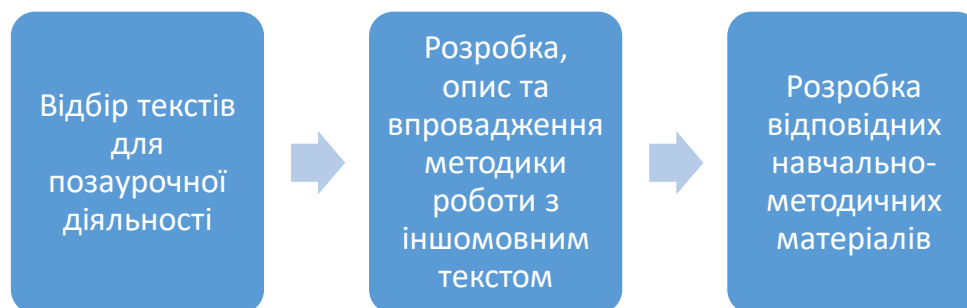 Відбір текстів
для
позаурочної
діяльності
Розробка,
опис та
впровадження
методики
роботи з
іншомовним
текстом
Розробка
відповідних
навчально-
методичних
матеріалів